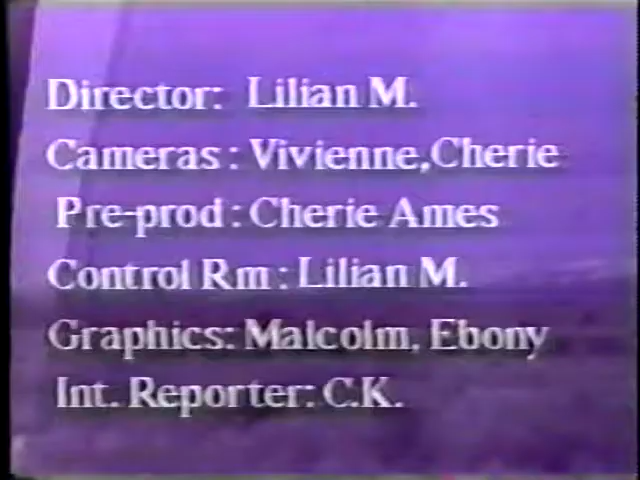 Director: Lilian M.
Cameras: Vivienne,Cherie
Pre-prod: Cherie Ames
Control Rm: Lilian M.
Graphics: Malcolm, Ebony
Int. Reporter: C.K.